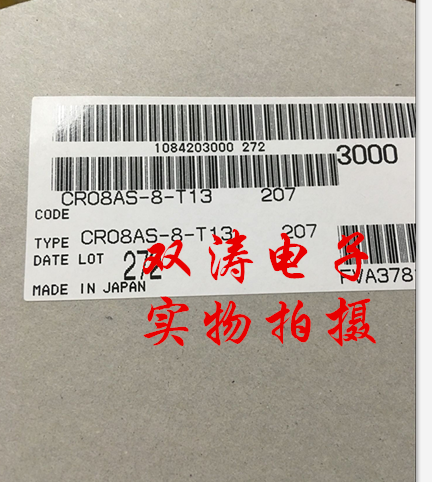 1084203000 272
3000
CR08AS-8-T13 207
CODE
TYPE CR08AS-8-T13 207
DATE LOT 272
MADE IN JAPAN
双涛电子
实物拍摄